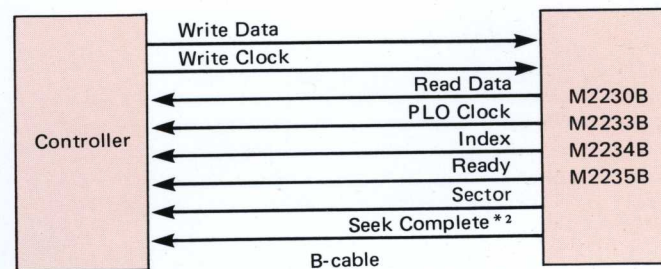 Write Data
Write Clock
Read Data
PLO Clock
Index
Ready
Sector
Seek Complete *2
B-cable
Controller
M2230B
M2233B
M2234B
M2235B